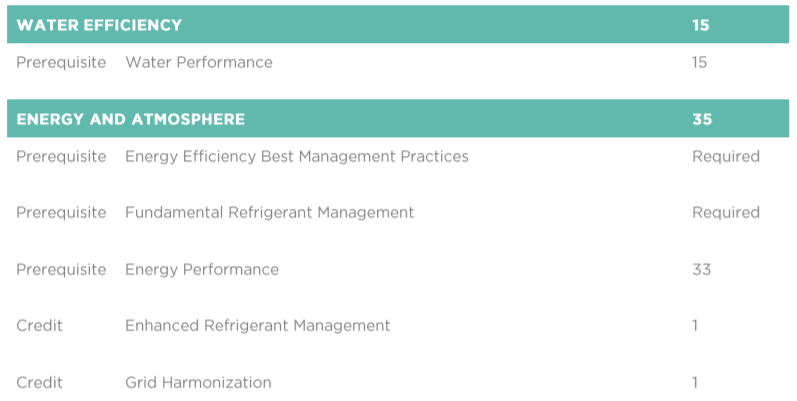 WATER EFFICIENCY 15
Prerequisite Water Performance 15
ENERGY AND ATMOSPHERE 35
Prerequisite Energy Efficiency Best Management Practices Required
Prerequisite Fundamental Refrigerant Management Required
Prerequisite Energy Performance 33
Credit Enhanced Refrigerant Management 1
Credit Grid Harmonization 1